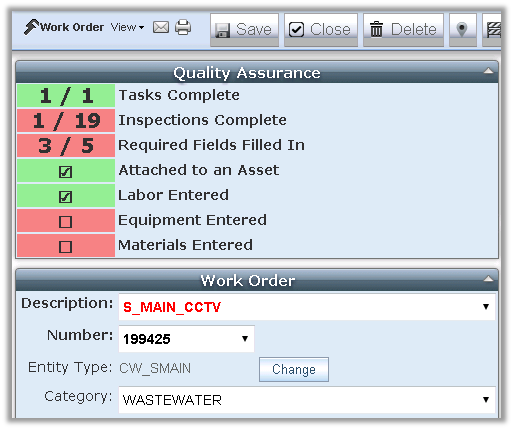 Work Order View Save Close Delete
Quality Assurance
1 / 1 Tasks Complete
1 / 19 Inspections Complete
3 / 5 Required Fields Filled In
Attached to an Asset
Labor Entered
Equipment Entered
Materials Entered
Work Order
Description: S_MAIN_CCTV
Number: 199425
Entity Type: CW_SMAIN Change
Category: WASTEWATER